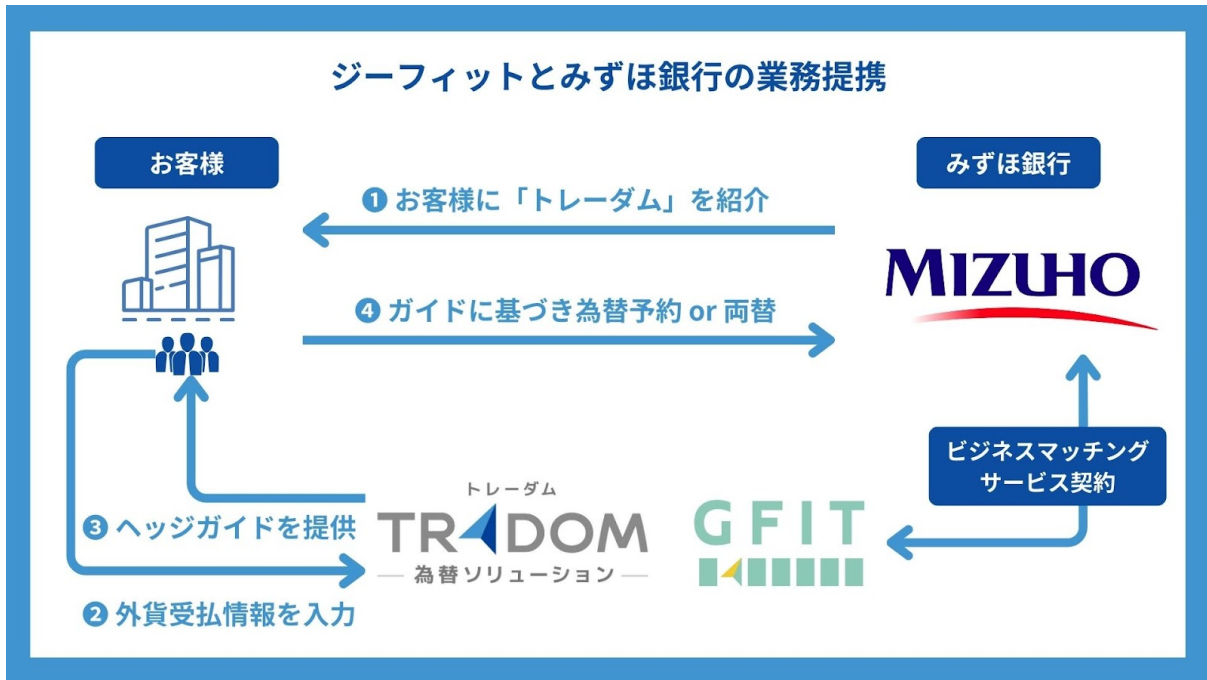 ジーフィットとみずほ銀行の業務提携
お客様
みずほ銀行
❶ お客様に「トレーダム」を紹介
MIZUHO
❹ ガイドに基づき為替予約 or 両替
ビジネスマッチング
サービス契約
トレーダム
TRADOM
為替ソリューション
GFIT
❸ ヘッジガイドを提供
❷ 外貨受払情報を入力